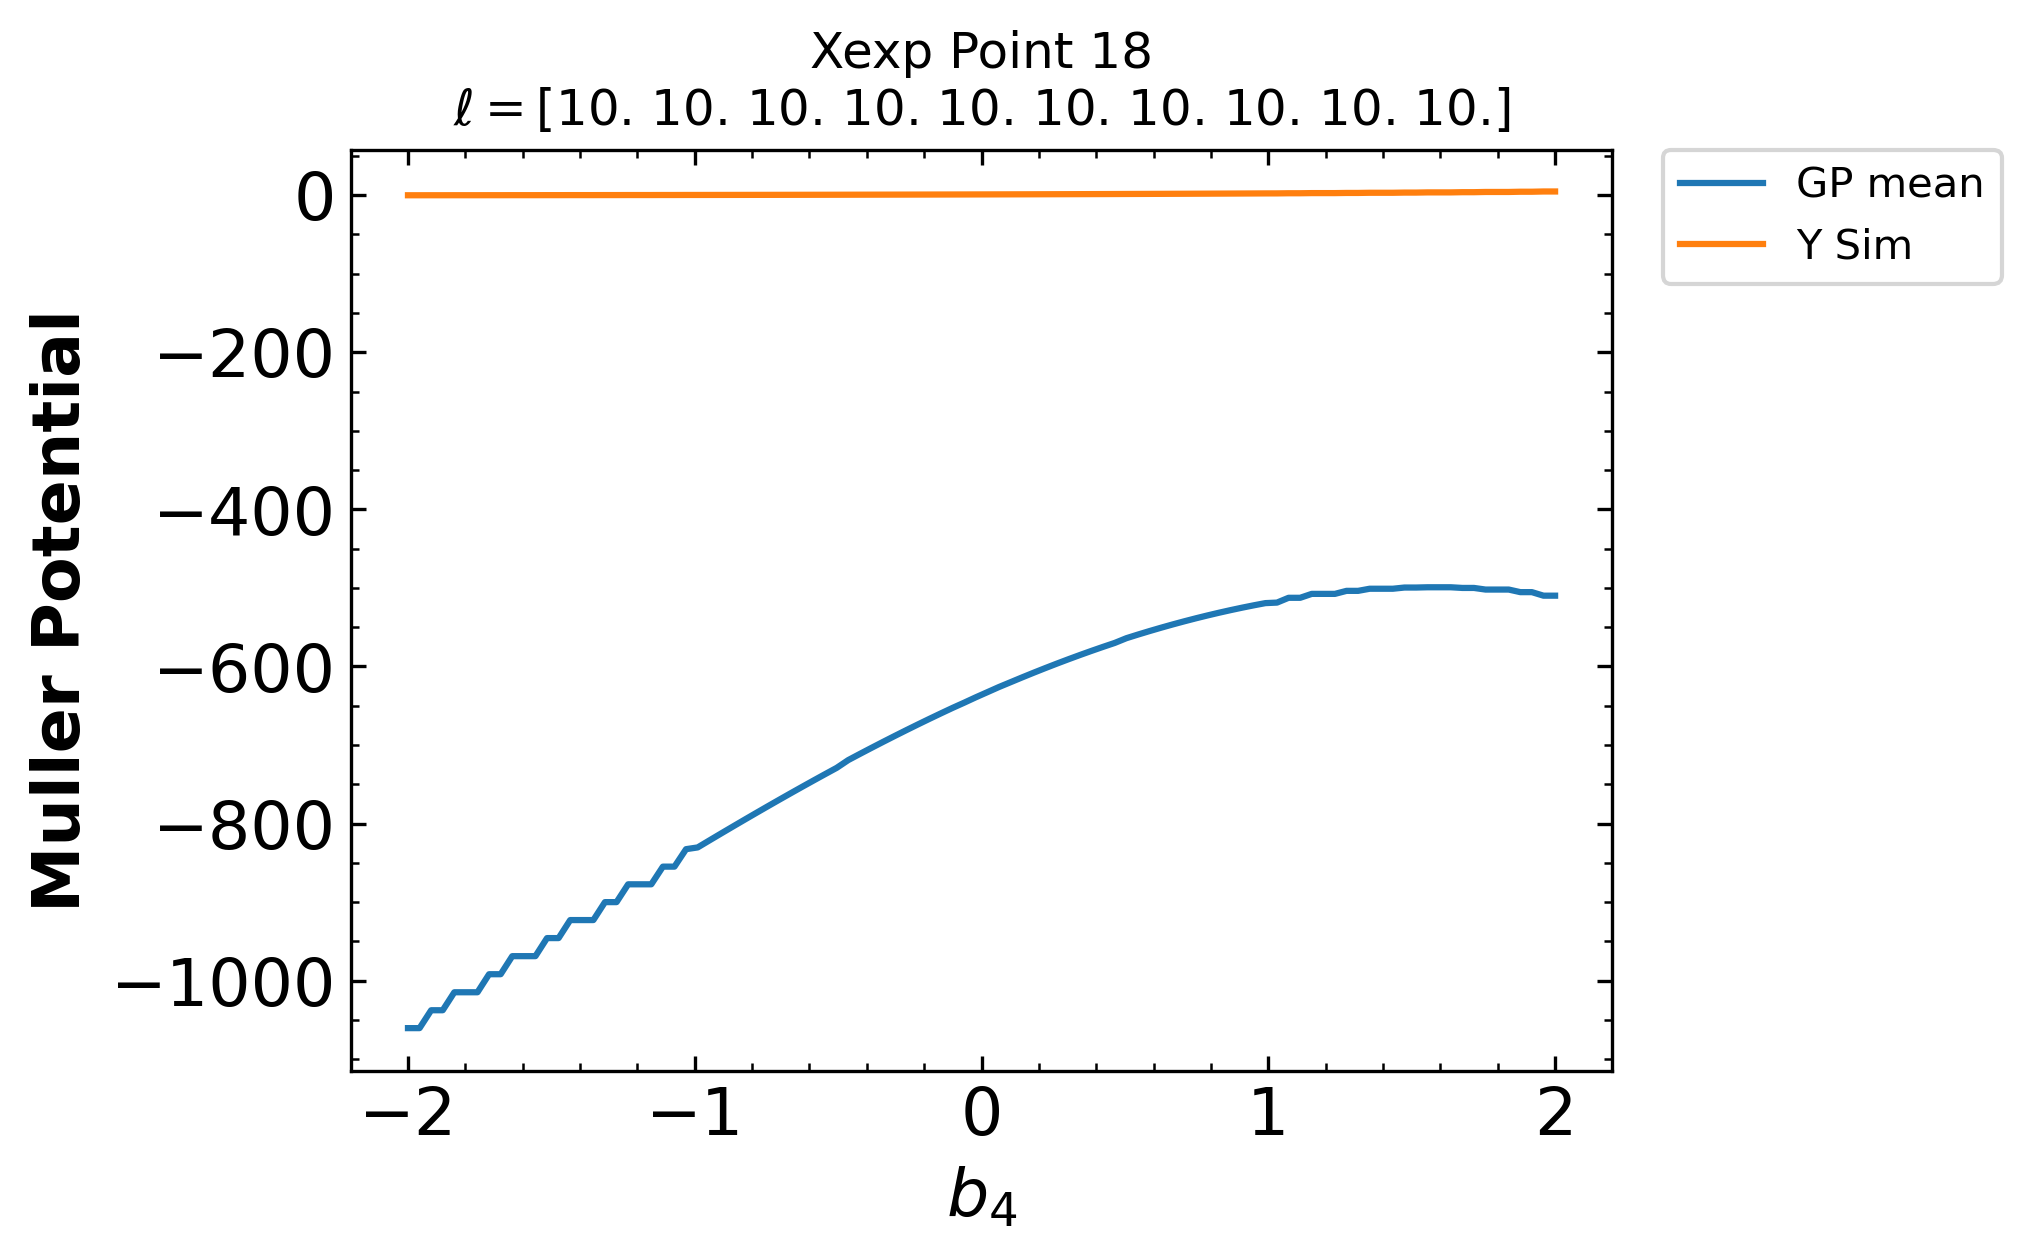 Xexp Point 18
ℓ = [10. 10. 10. 10. 10. 10. 10. 10. 10. 10.]
GP mean
Y Sim
Muller Potential
0
−200
−400
−600
−800
−1000
−2
−1
0
1
2
b₄